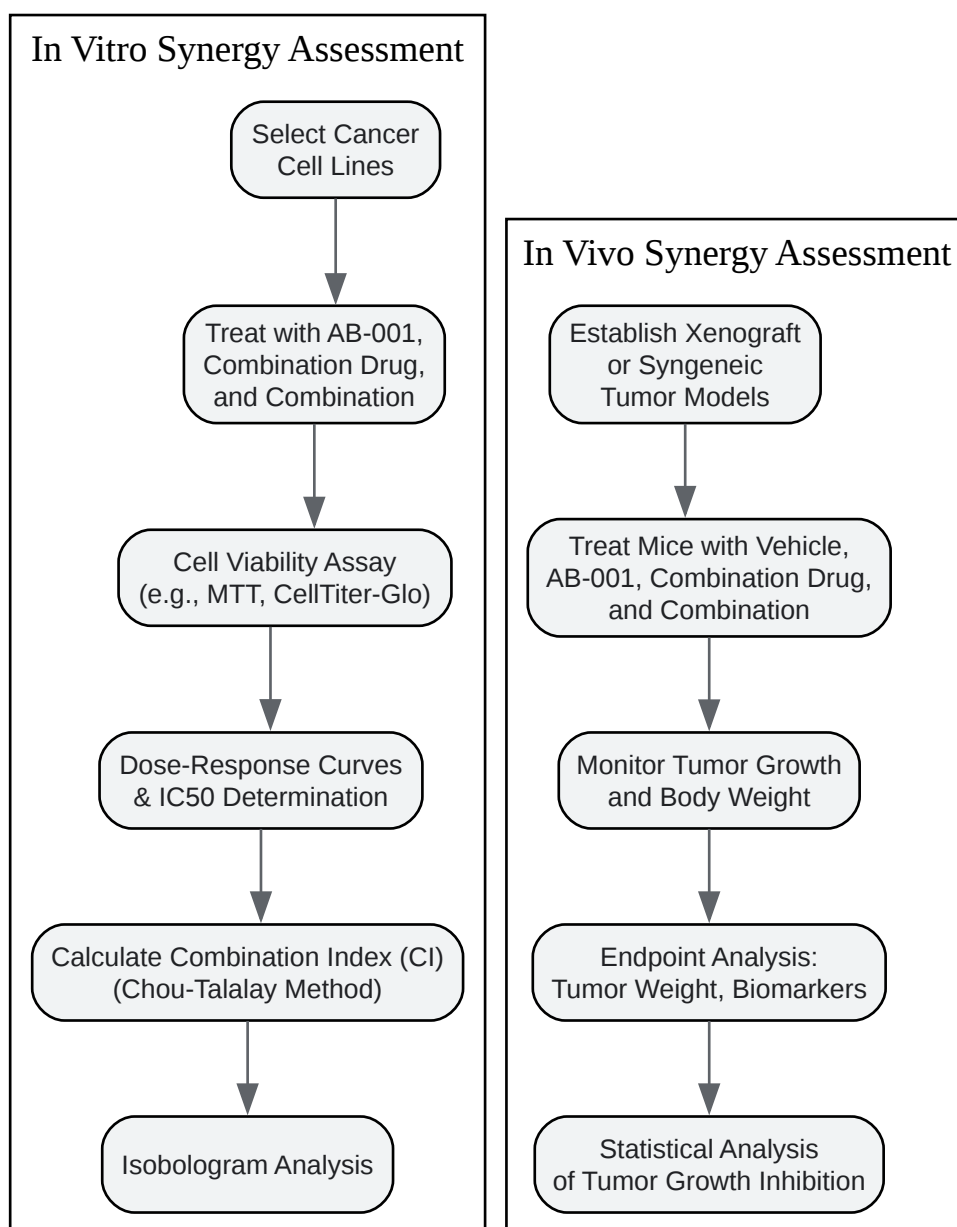 In Vitro Synergy Assessment
Select Cancer
Cell Lines
Treat with AB-001,
Combination Drug,
and Combination
Cell Viability Assay
(e.g., MTT, CellTiter-Glo)
Dose-Response Curves
& IC50 Determination
Calculate Combination Index (CI)
(Chou-Talalay Method)
Isobologram Analysis
In Vivo Synergy Assessment
Establish Xenograft
or Syngeneic
Tumor Models
Treat Mice with Vehicle,
AB-001, Combination Drug,
and Combination
Monitor Tumor Growth
and Body Weight
Endpoint Analysis:
Tumor Weight, Biomarkers
Statistical Analysis
of Tumor Growth Inhibition